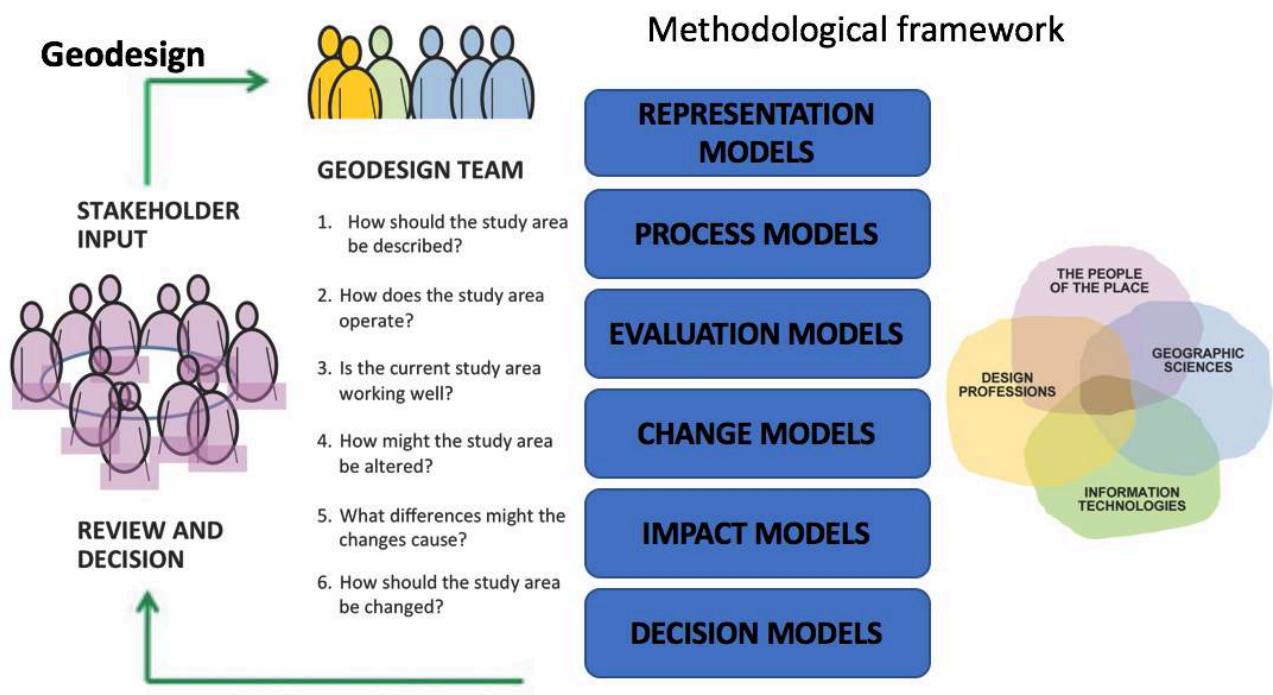 Geodesign
Methodological framework
STAKEHOLDER
INPUT
REVIEW AND
DECISION
GEODESIGN TEAM
1. How should the study area
be described?
2. How does the study area
operate?
3. Is the current study area
working well?
4. How might the study area
be altered?
5. What differences might the
changes cause?
6. How should the study area
be changed?
REPRESENTATION
MODELS
PROCESS MODELS
EVALUATION MODELS
CHANGE MODELS
IMPACT MODELS
DECISION MODELS
THE PEOPLE
OF THE PLACE
GEOGRAPHIC
SCIENCES
DESIGN
PROFESSIONS
INFORMATION
TECHNOLOGIES